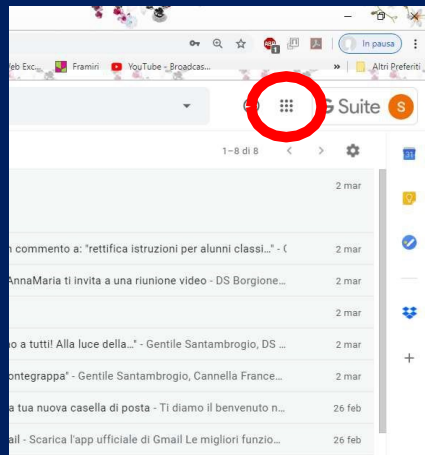 In pausa
eb Exc... Framiri YouTube - Broadcas... » Altri Preferiti
G Suite S
1–8 di 8
31
2 mar
n commento a: "rettifica istruzioni per alunni classi..." - 2 mar
AnnaMaria ti invita a una riunione video - DS Borgione... 2 mar
2 mar
o a tutti! Alla luce della..." - Gentile Santambrogio, DS ... 2 mar
ontegrappa" - Gentile Santambrogio, Cannella France... 2 mar
a tua nuova casella di posta - Ti diamo il benvenuto n... 26 feb
ail - Scarica l'app ufficiale di Gmail Le migliori funzio... 26 feb